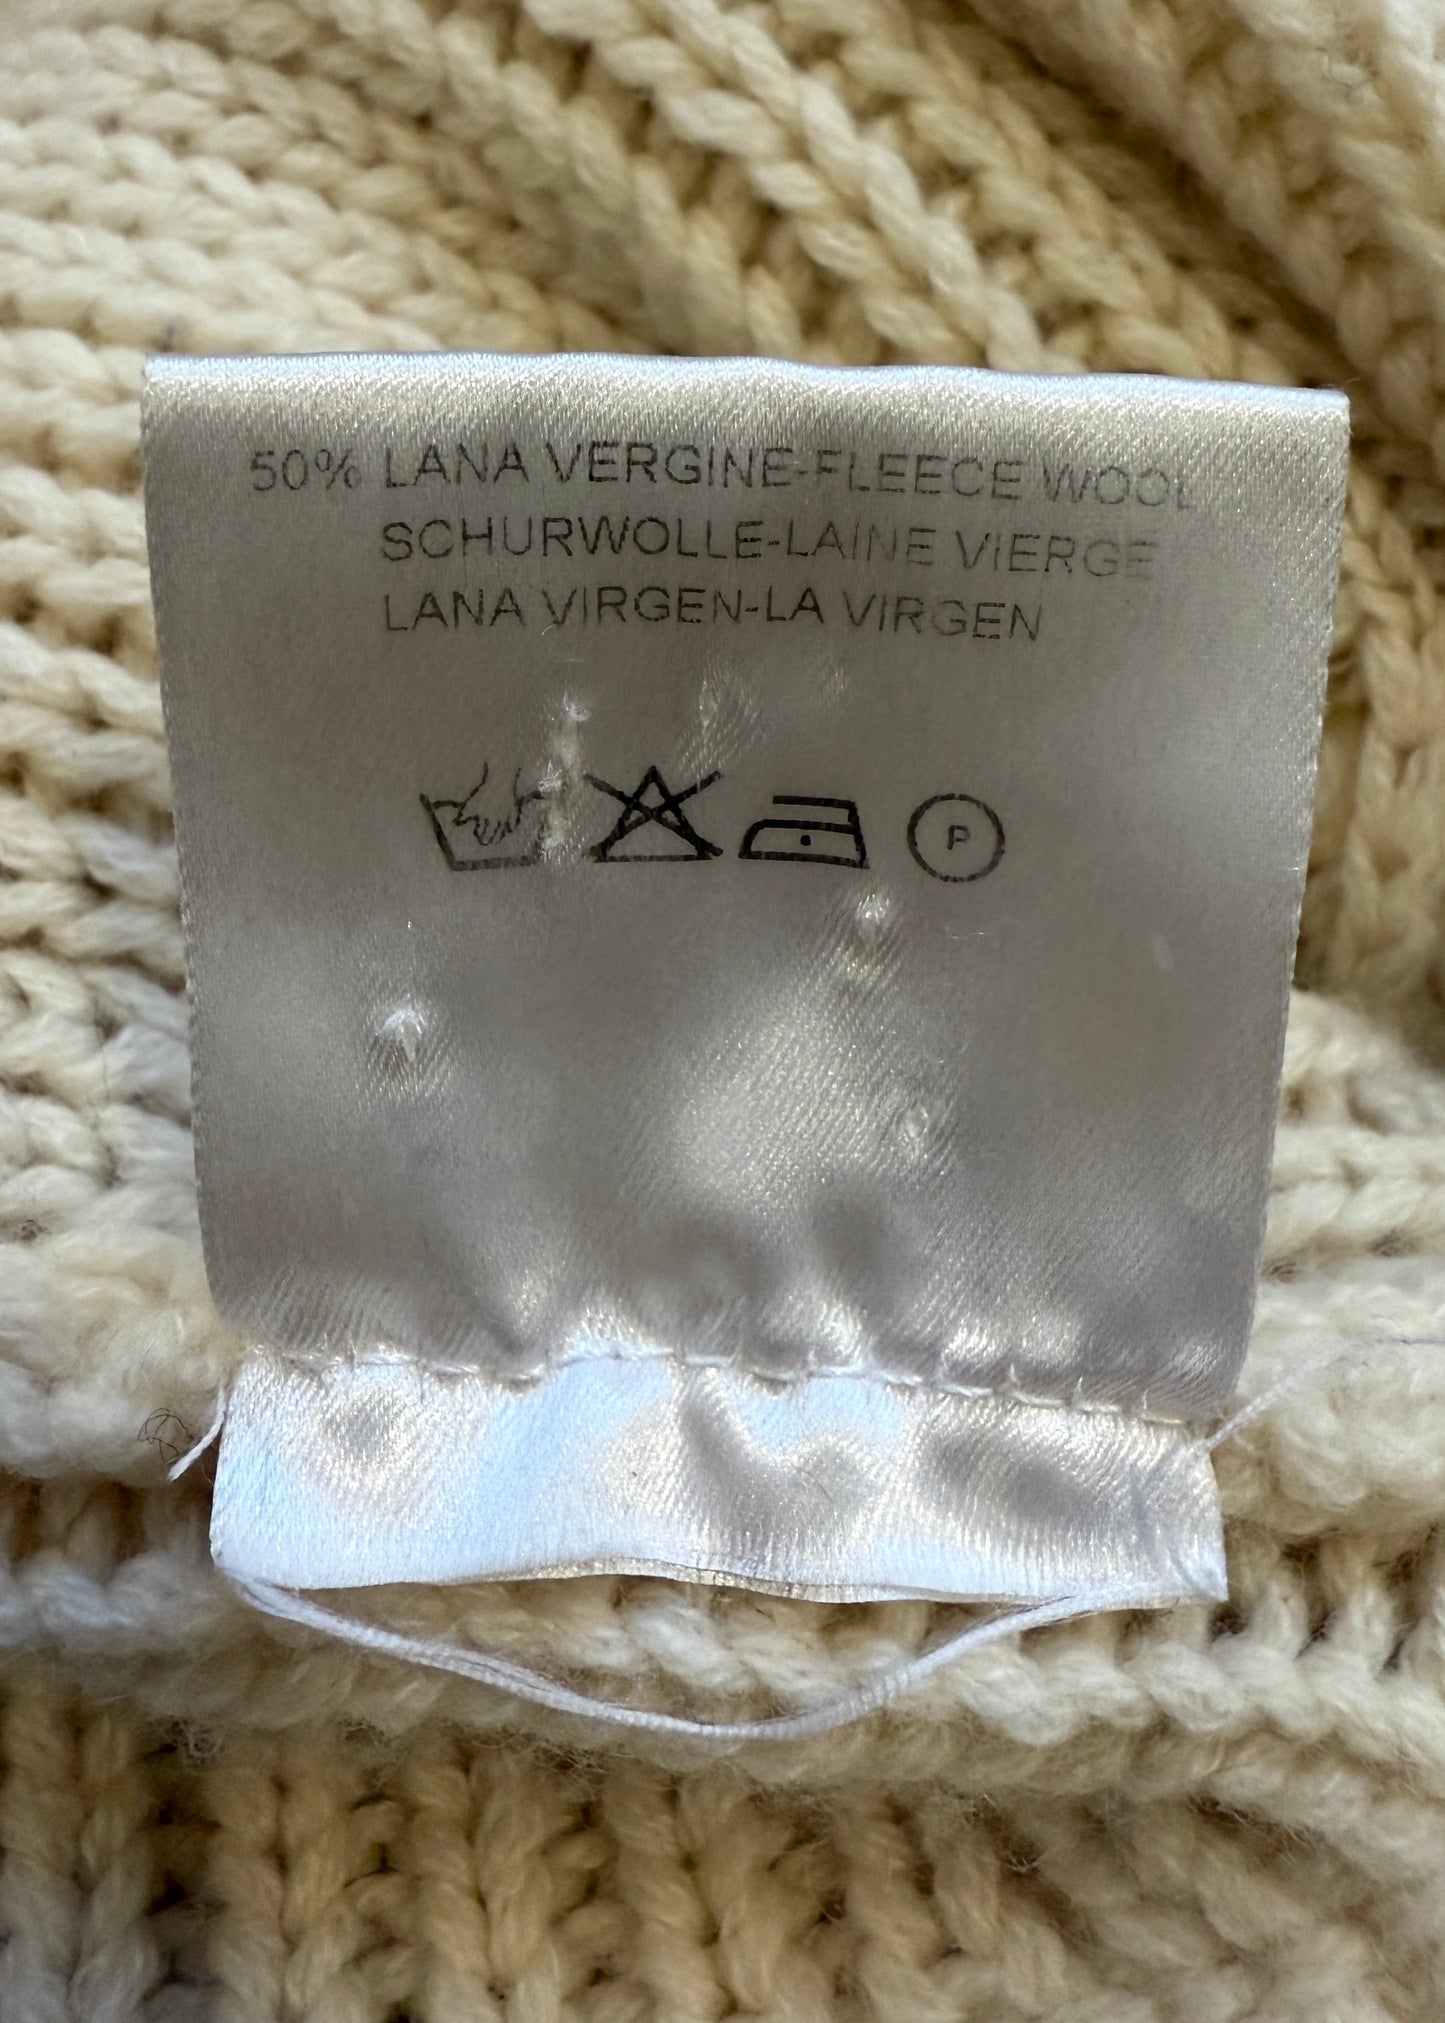 50% LANA VERGINE-FLEECE WOOL
SCHURWOLLE-LAINE VIERGE
LANA VIRGEN-LA VIRGEN
P